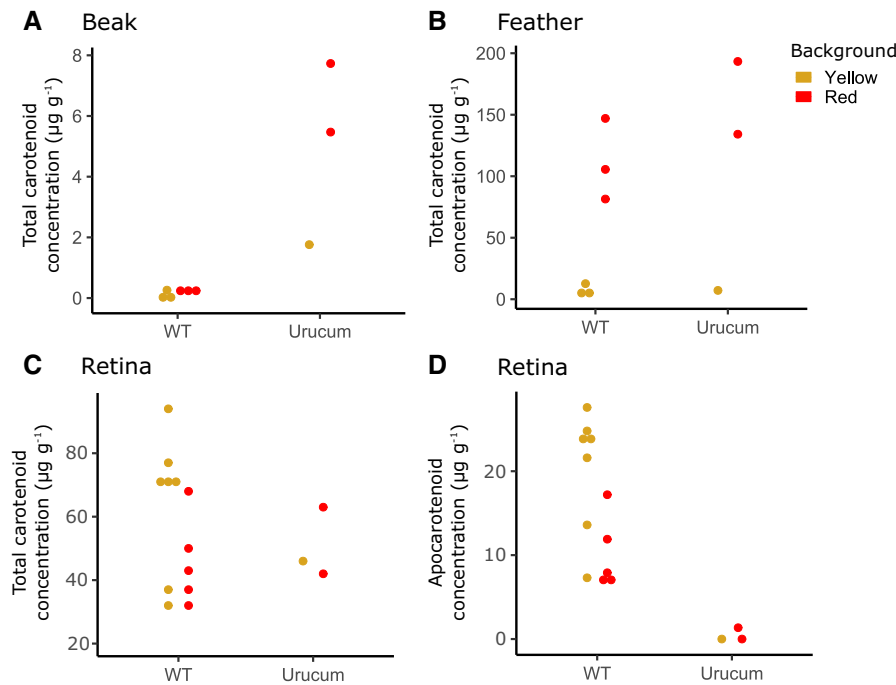 A Beak
Total carotenoid
concentration (µg g⁻¹)
8
6
4
2
0
WT Urucum
B Feather
Total carotenoid
concentration (µg g⁻¹)
200
150
100
50
0
WT Urucum
Background
Yellow
Red
C Retina
Total carotenoid
concentration (µg g⁻¹)
80
60
40
20
WT Urucum
D Retina
Apocarotenoid
concentration (µg g⁻¹)
20
10
0
WT Urucum